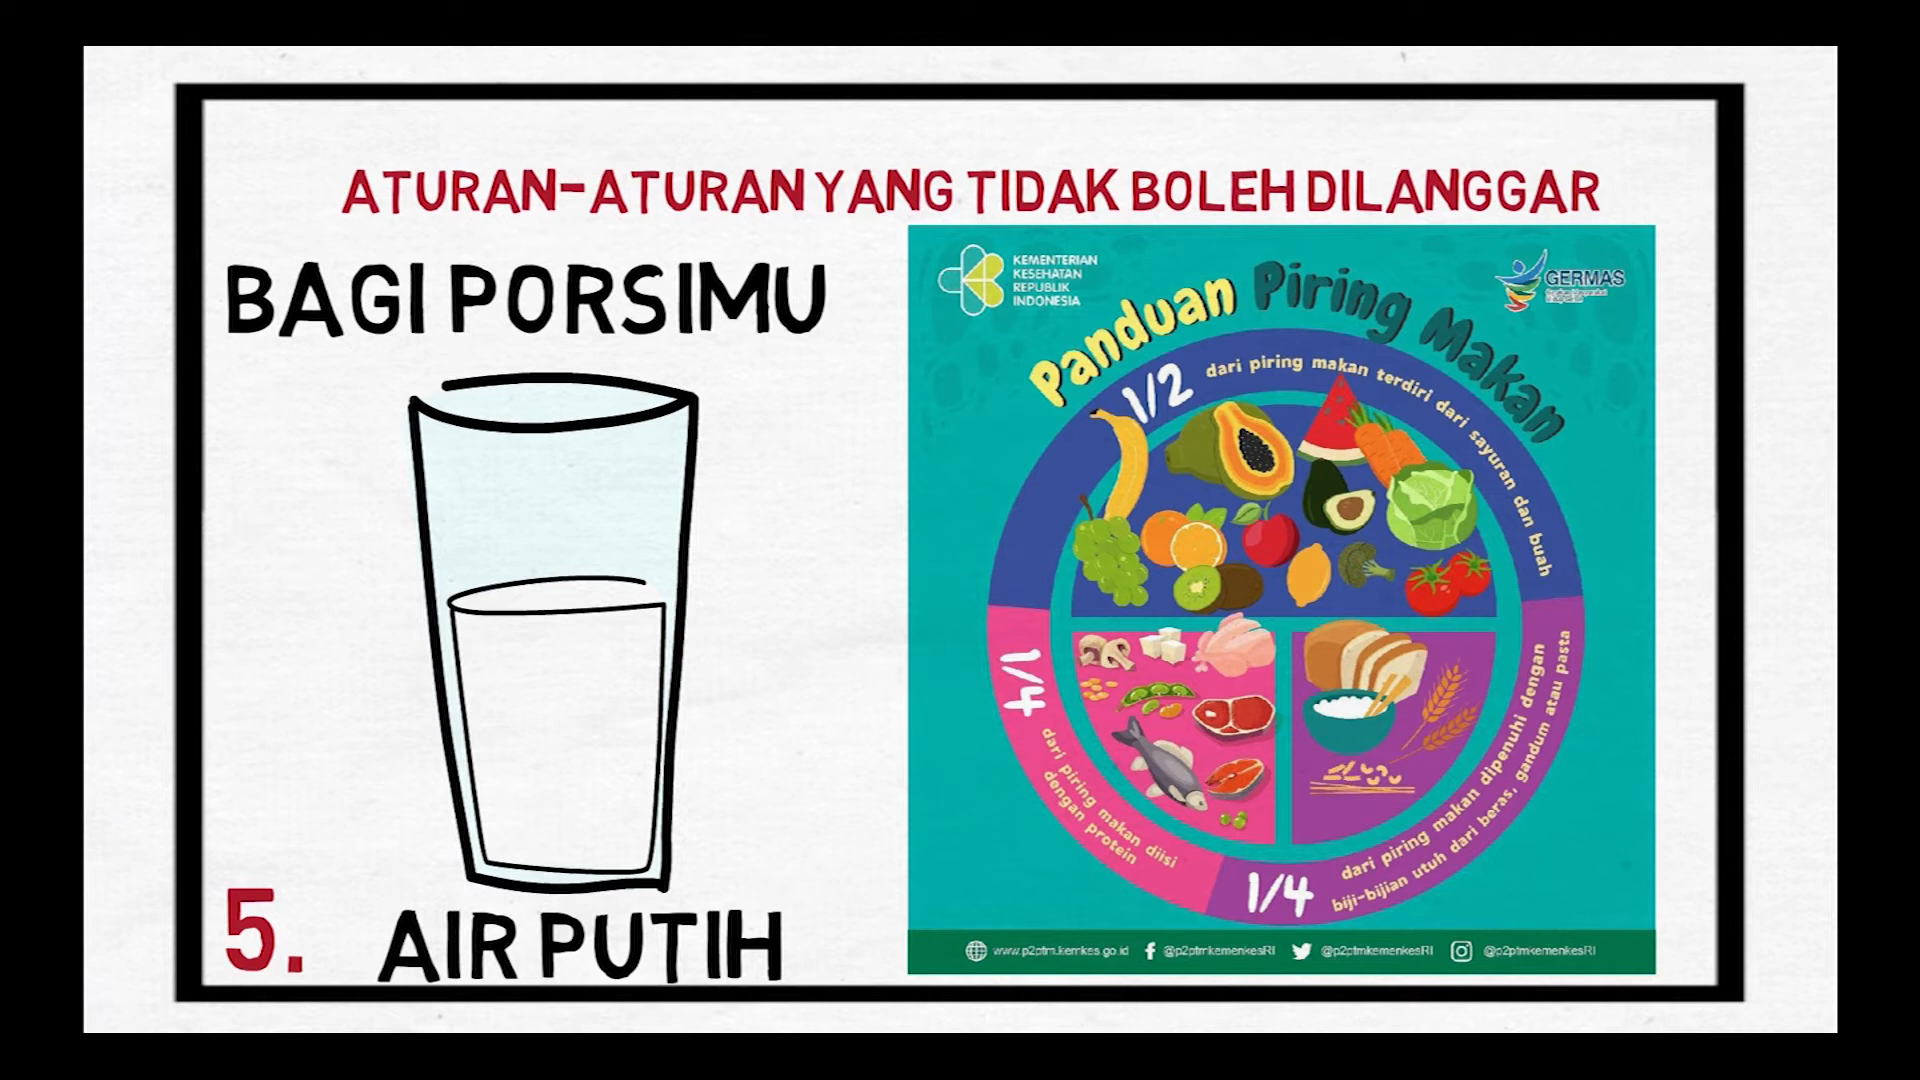 ATURAN-ATURAN YANG TIDAK BOLEH DILANGGAR
BAGI PORSIMU
5. AIR PUTIH
KEMENTERIAN
KESEHATAN
REPUBLIK
INDONESIA
GERMAS
Panduan Piring Makan
1/2 dari piring makan terdiri dari sayuran dan buah
1/4 dari piring makan diisi
dengan protein
1/4 dari piring makan dipenuhi dengan
biji-bijian utuh dari beras, gandum atau pasta
www.p2ptm.kemkes.go.id @p2ptmkemenkesRI @p2ptmkemenkesRI @p2ptmkemenkesRI